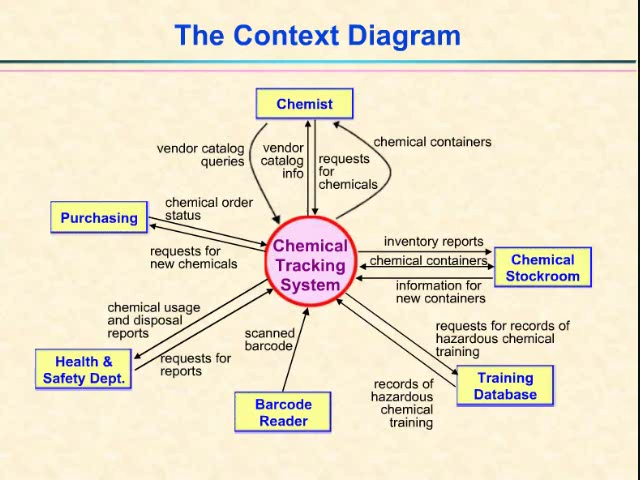 The Context Diagram
Chemist
vendor catalog
queries
vendor
catalog
info
requests
for
chemicals
chemical containers
Purchasing
chemical order
status
requests for
new chemicals
Chemical
Tracking
System
inventory reports
chemical containers
information for
new containers
Chemical
Stockroom
chemical usage
and disposal
reports
Health &
Safety Dept.
requests for
reports
scanned
barcode
Barcode
Reader
requests for records of
hazardous chemical
training
records of
hazardous
chemical
training
Training
Database